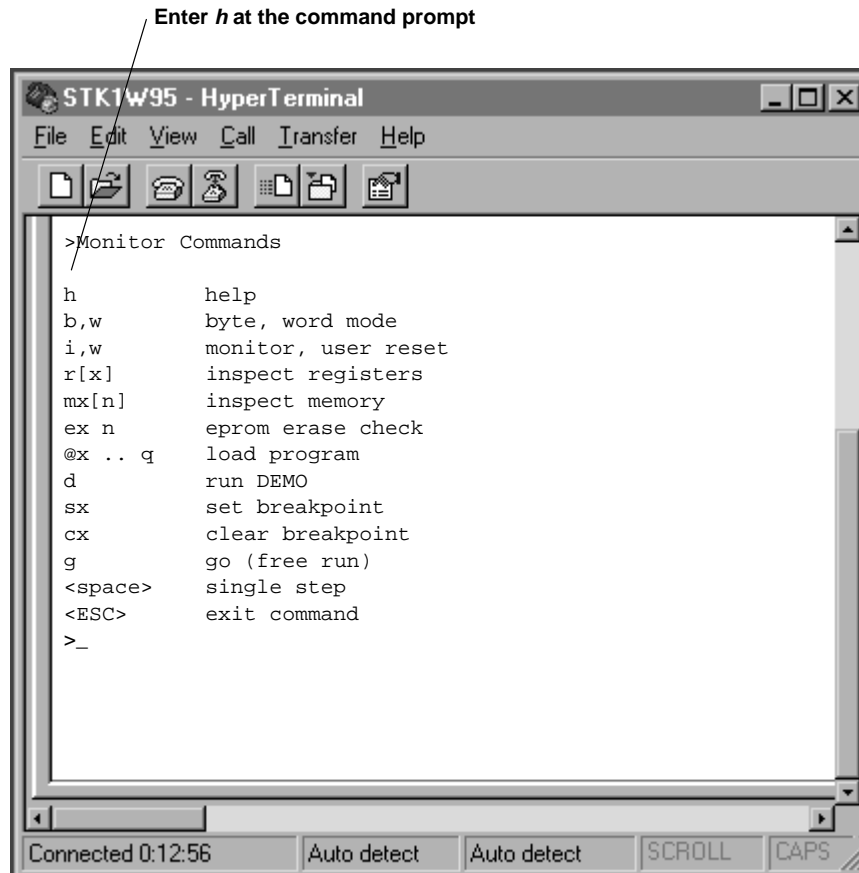 Enter h at the command prompt
STK1W95 - HyperTerminal
File Edit View Call Transfer Help
>Monitor Commands
h help
b,w byte, word mode
i,w monitor, user reset
r[x] inspect registers
mx[n] inspect memory
ex n eprom erase check
@x .. q load program
d run DEMO
sx set breakpoint
cx clear breakpoint
g go (free run)
<space> single step
<ESC> exit command
>_
Connected 0:12:56 Auto detect Auto detect SCROLL CAPS